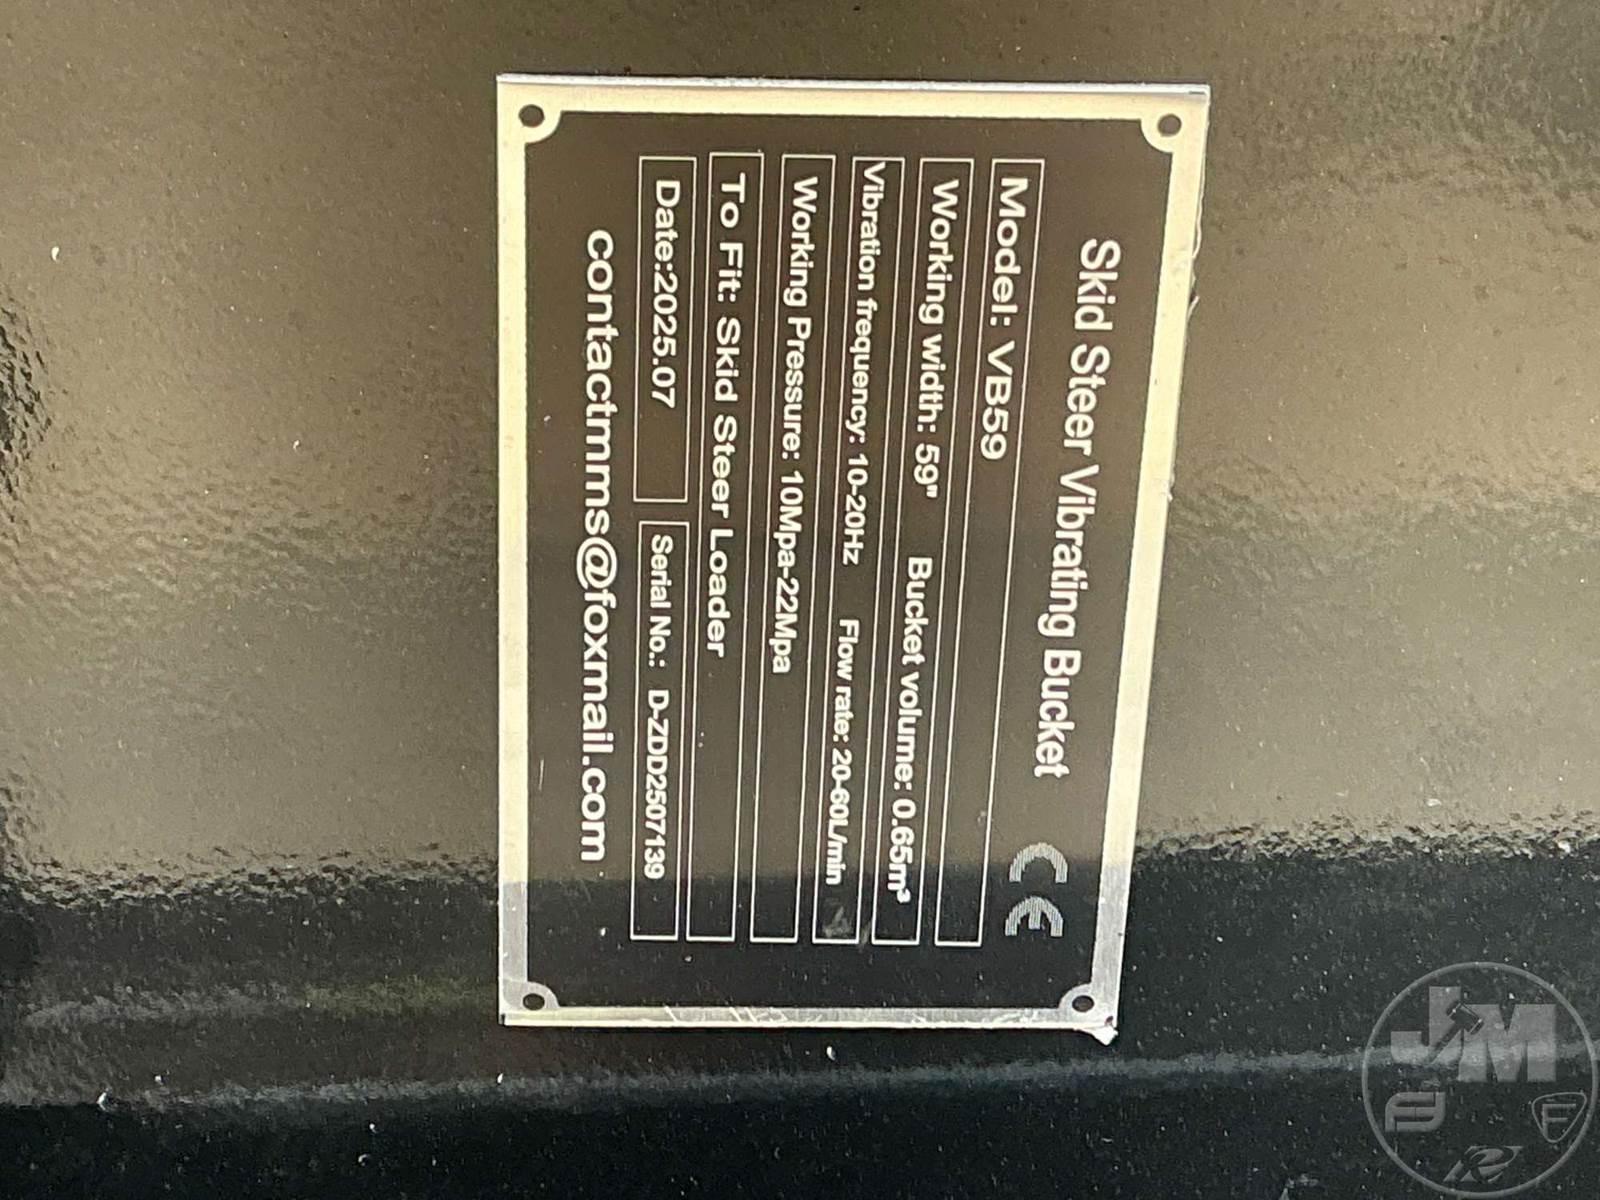 Skid Steer Vibrating Bucket CE
Model: VB59
Working width: 59" Bucket volume: 0.65m³
Vibration frequency: 10-20Hz Flow rate: 20-60L/min
Working Pressure: 10Mpa-22Mpa
To Fit: Skid Steer Loader
Date:2025.07 Serial No.: D-ZDD2507139
contactmms@foxmail.com
JM
F
R